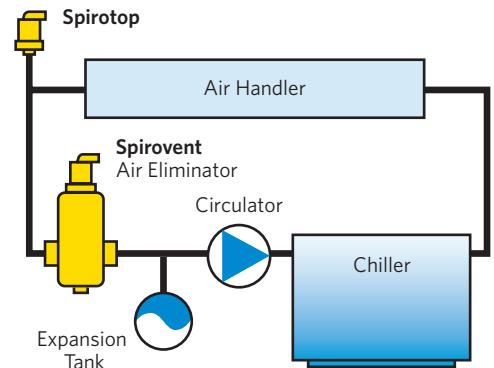 Spirotop
Air Handler
Spirovent
Air Eliminator
Circulator
Chiller
Expansion
Tank